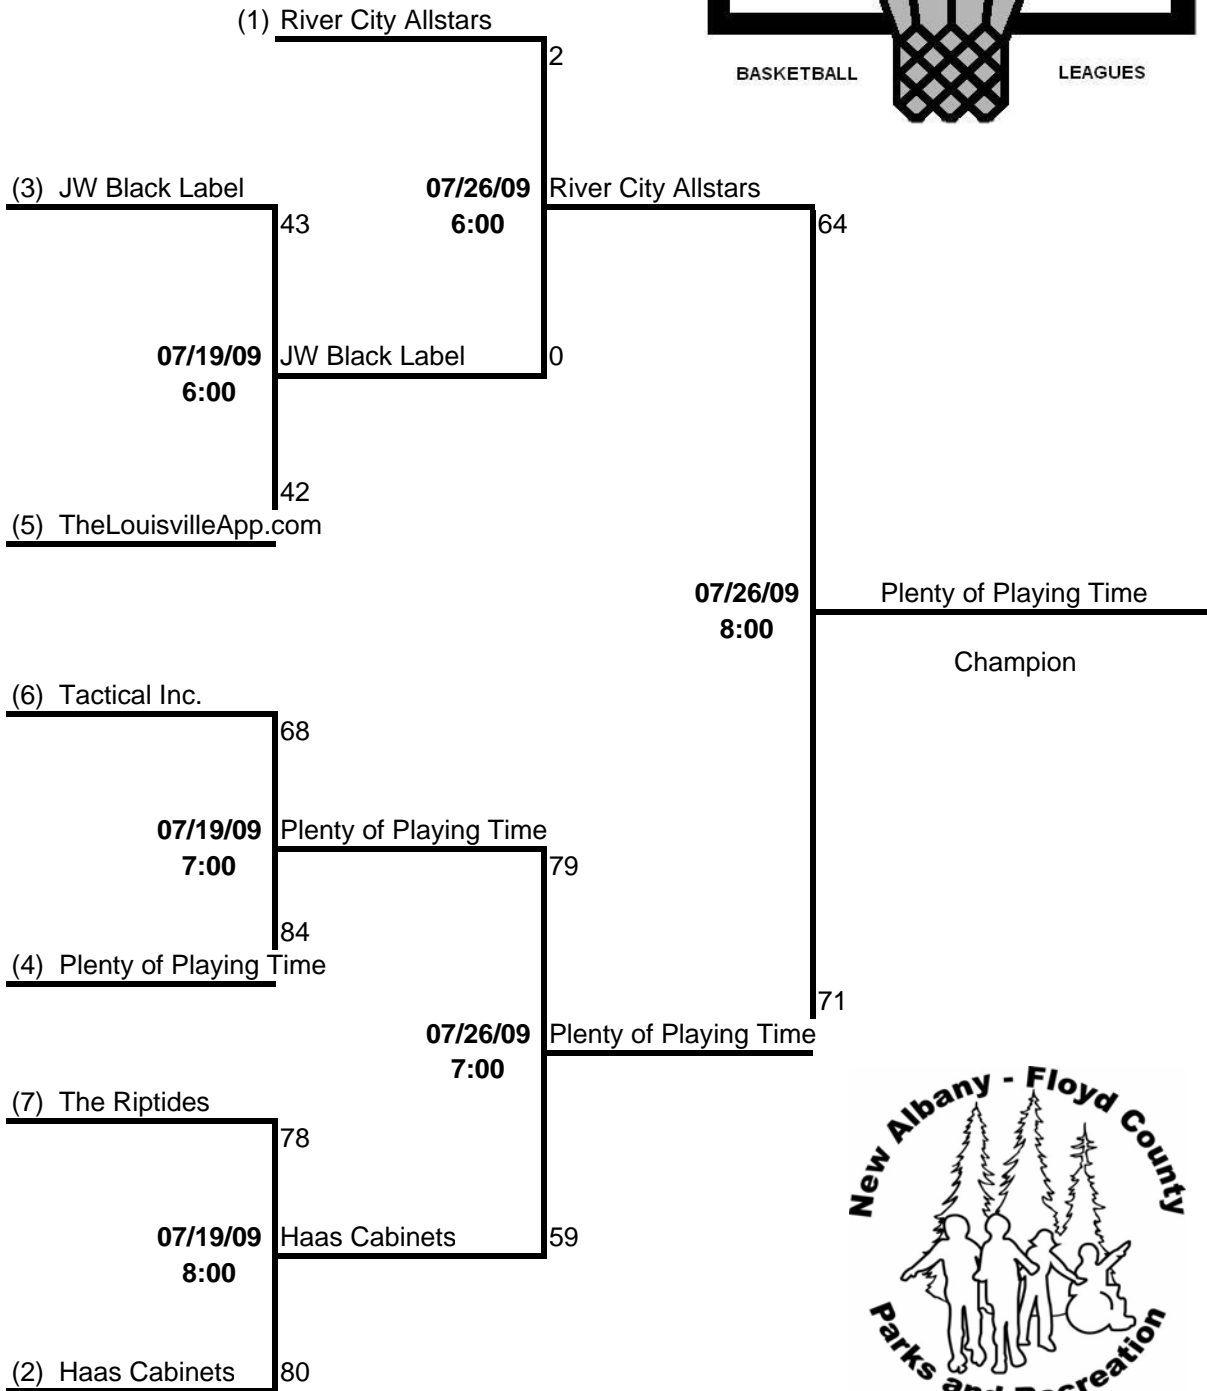 (1) River City Allstars
2
BASKETBALL
LEAGUES
(3) JW Black Label
07/26/09
River City Allstars
43
6:00
64
07/19/09
JW Black Label
0
6:00
42
(5) TheLouisvilleApp.com
07/26/09
Plenty of Playing Time
8:00
Champion
(6) Tactical Inc.
68
07/19/09
Plenty of Playing Time
7:00
79
84
(4) Plenty of Playing Time
71
07/26/09
Plenty of Playing Time
7:00
(7) The Riptides
78
07/19/09
Haas Cabinets
59
8:00
(2) Haas Cabinets
80
New Albany - Floyd County
Parks and Recreation